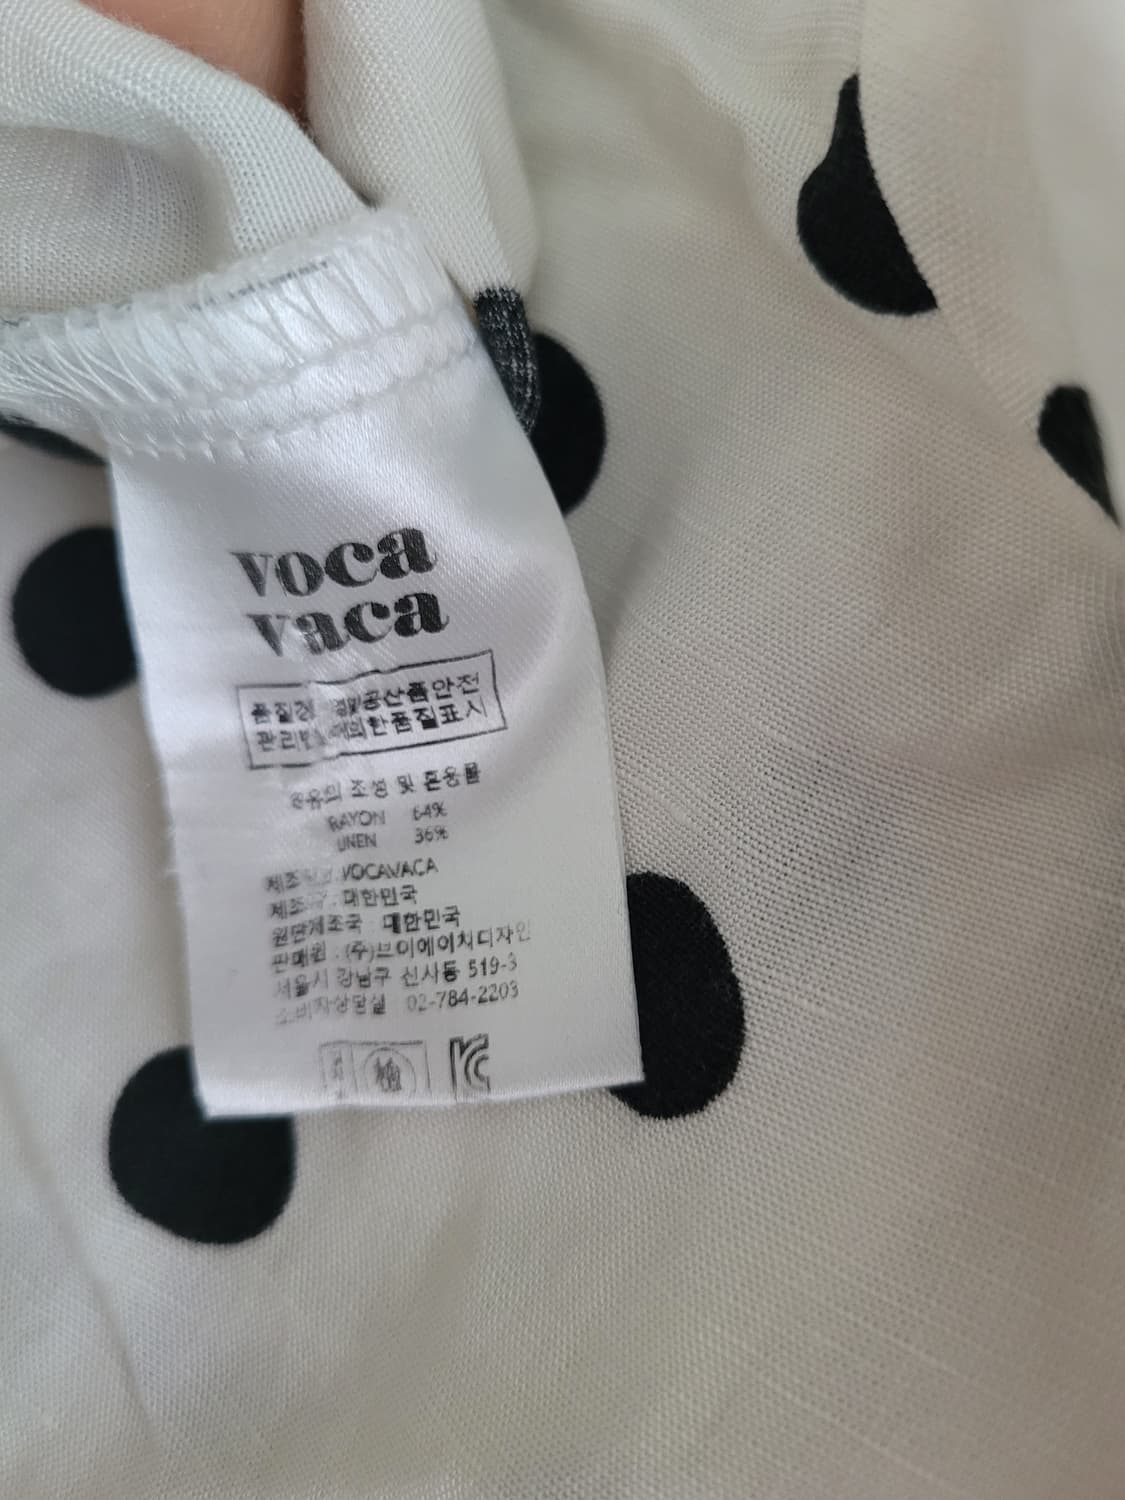 voca
vaca
품질경 및공산품안전
관리법 에의한품질표시
섬유의 조성 및 혼용률
RAYON 64%
LINEN 36%
제조 VOCAVACA
제조국 : 대한민국
원단제조국 : 대한민국
판매원 : (주)브이에이치디자인
서울시 강남구 신사동 519-3
소비자상담실 02-784-2203